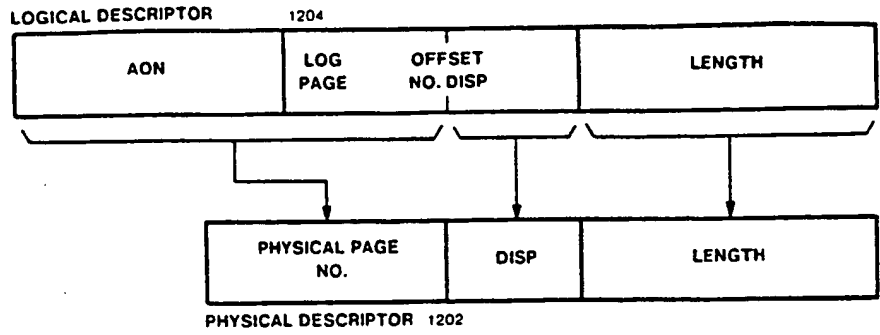 LOGICAL DESCRIPTOR 1204
AON LOG OFFSET LENGTH
PAGE NO. DISP
PHYSICAL PAGE DISP LENGTH
NO.
PHYSICAL DESCRIPTOR 1202